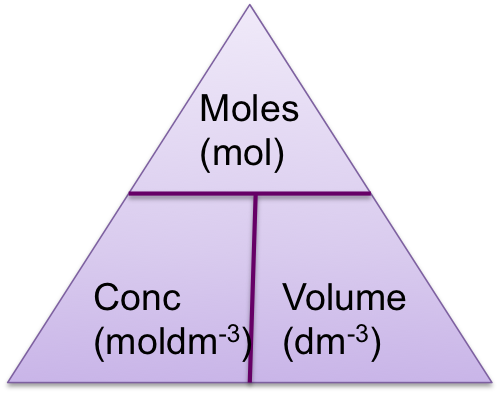 Moles
(mol)
Conc
(moldm⁻³)
Volume
(dm⁻³)